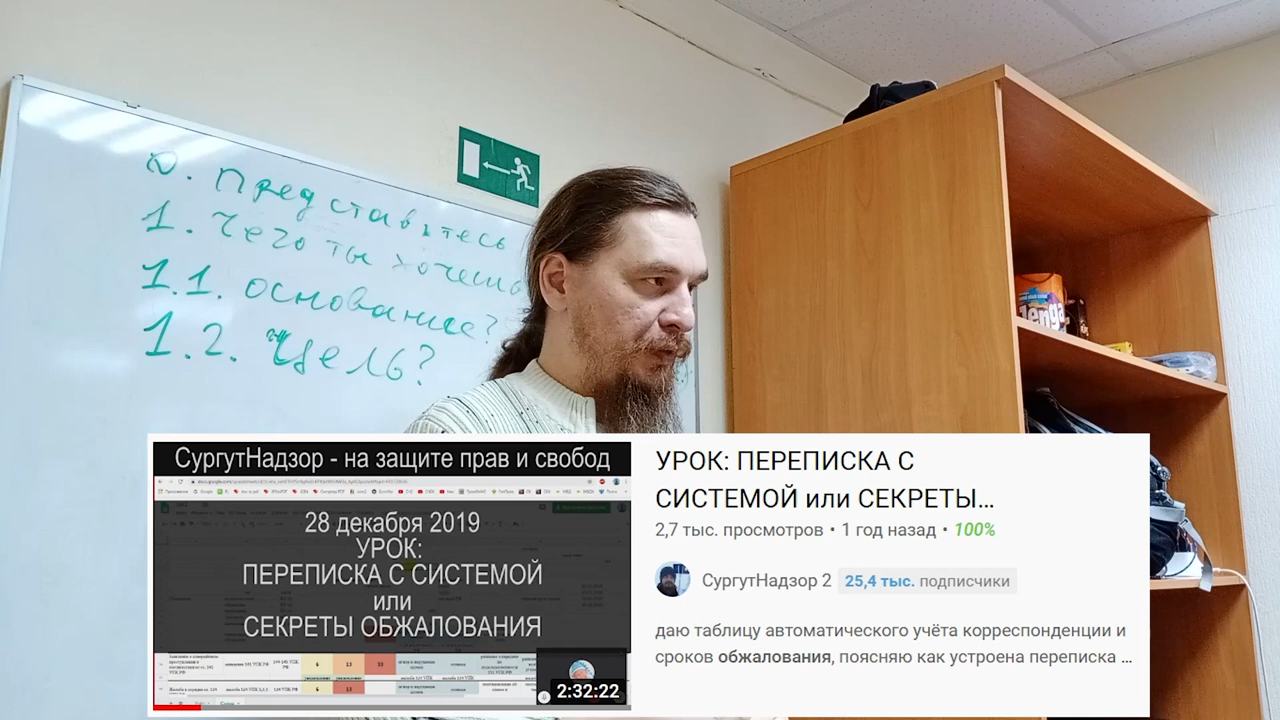 0. Представьтесь
1. Чего ты хочешь
1.1. основание?
1.2. Цель?
Jenga
СургутНадзор - на защите прав и свобод
28 декабря 2019
УРОК:
ПЕРЕПИСКА С СИСТЕМОЙ
или
СЕКРЕТЫ ОБЖАЛОВАНИЯ
2:32:22
УРОК: ПЕРЕПИСКА С
СИСТЕМОЙ или СЕКРЕТЫ...
2,7 тыс. просмотров • 1 год назад • 100%
СургутНадзор 2 25,4 тыс. подписчики
даю таблицу автоматического учёта корреспонденции и
сроков обжалования, поясняю как устроена переписка ...